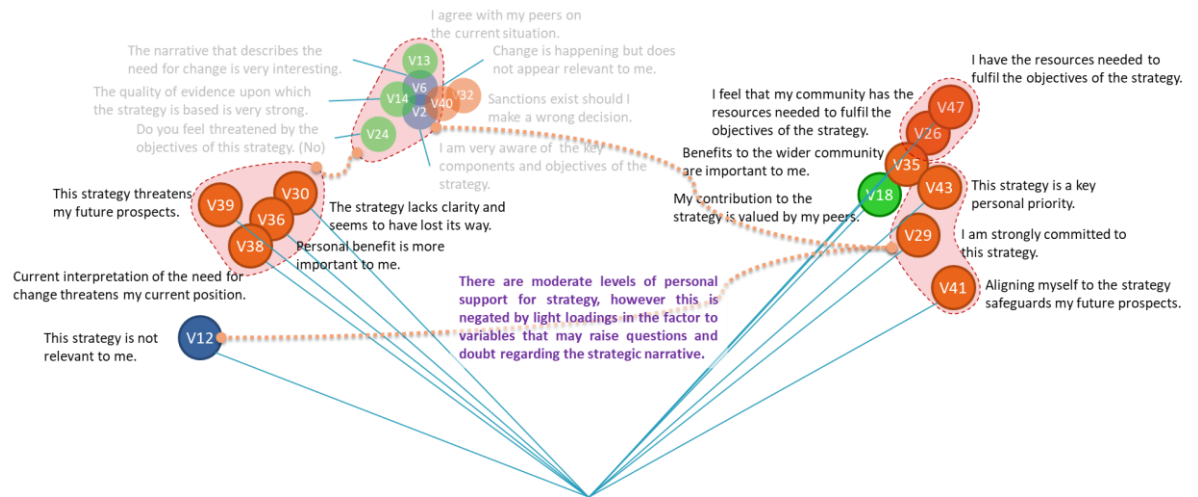 I agree with my peers on
the current situation.
The narrative that describes the
need for change is very interesting.
Change is happening but does
not appear relevant to me.
The quality of evidence upon which
the strategy is based is very strong.
Sanctions exist should I
make a wrong decision.
Do you feel threatened by the
objectives of this strategy. (No)
I am very aware of the key
components and objectives of the
strategy.
V13
V6
V14
V2
V40
V32
V24
I have the resources needed to
fulfil the objectives of the strategy.
I feel that my community has the
resources needed to fulfil the
objectives of the strategy.
Benefits to the wider community
are important to me.
My contribution to the
strategy is valued by my peers.
V47
V26
V35
V18
V43
V29
V41
This strategy is a key
personal priority.
I am strongly committed to
this strategy.
Aligning myself to the strategy
safeguards my future prospects.
This strategy threatens
my future prospects.
V39
V30
V36
V38
The strategy lacks clarity and
seems to have lost its way.
Personal benefit is more
important to me.
Current interpretation of the need for
change threatens my current position.
This strategy is not
relevant to me.
V12
There are moderate levels of personal
support for strategy, however this is
negated by light loadings in the factor to
variables that may raise questions and
doubt regarding the strategic narrative.